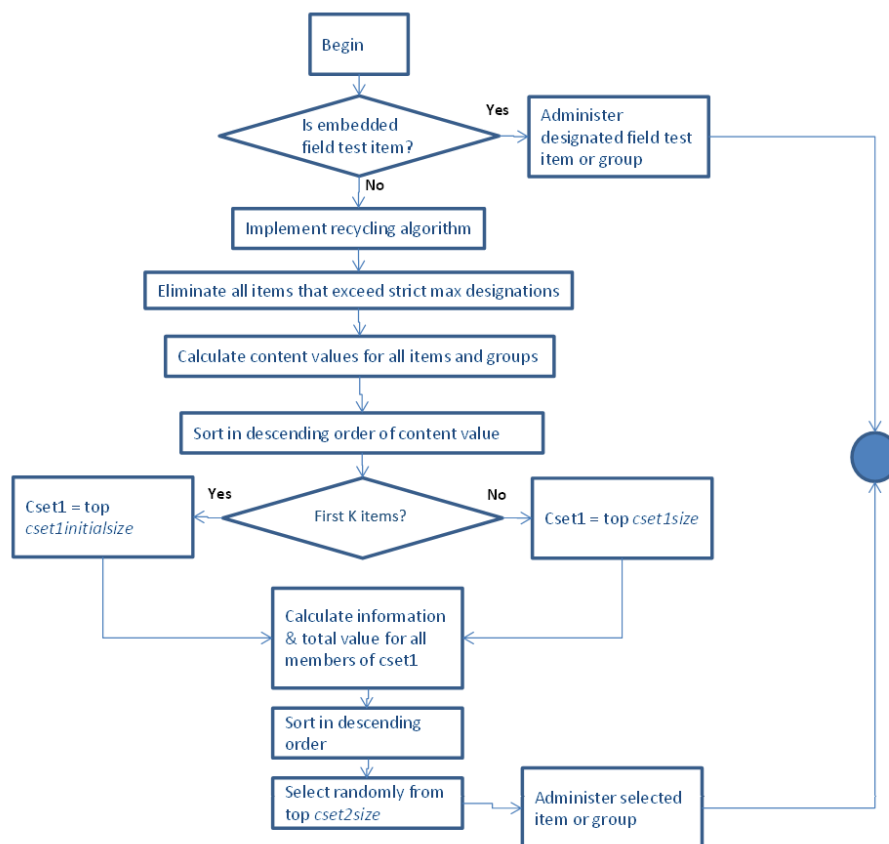 Begin
Is embedded
field test item?
Yes
Administer
designated field test
item or group
No
Implement recycling algorithm
Eliminate all items that exceed strict max designations
Calculate content values for all items and groups
Sort in descending order of content value
Yes
No
Cset1 = top
cset1initialsize
First K items?
Cset1 = top cset1size
Calculate information
& total value for all
members of cset1
Sort in descending
order
Select randomly from
top cset2size
Administer selected
item or group